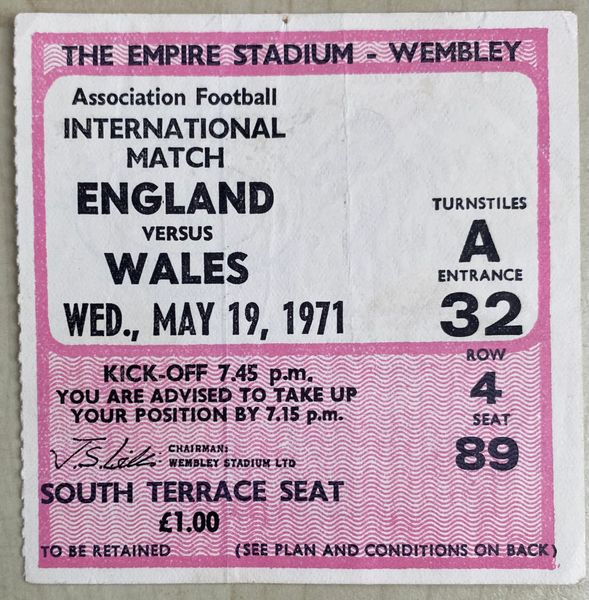 THE EMPIRE STADIUM - WEMBLEY
Association Football
INTERNATIONAL
MATCH
ENGLAND
VERSUS
WALES
WED., MAY 19, 1971
TURNSTILES
A
ENTRANCE
32
ROW
4
SEAT
89
KICK-OFF 7.45 p.m.
YOU ARE ADVISED TO TAKE UP
YOUR POSITION BY 7.15 p.m.
CHAIRMAN:
WEMBLEY STADIUM LTD
SOUTH TERRACE SEAT
£1.00
TO BE RETAINED (SEE PLAN AND CONDITIONS ON BACK)